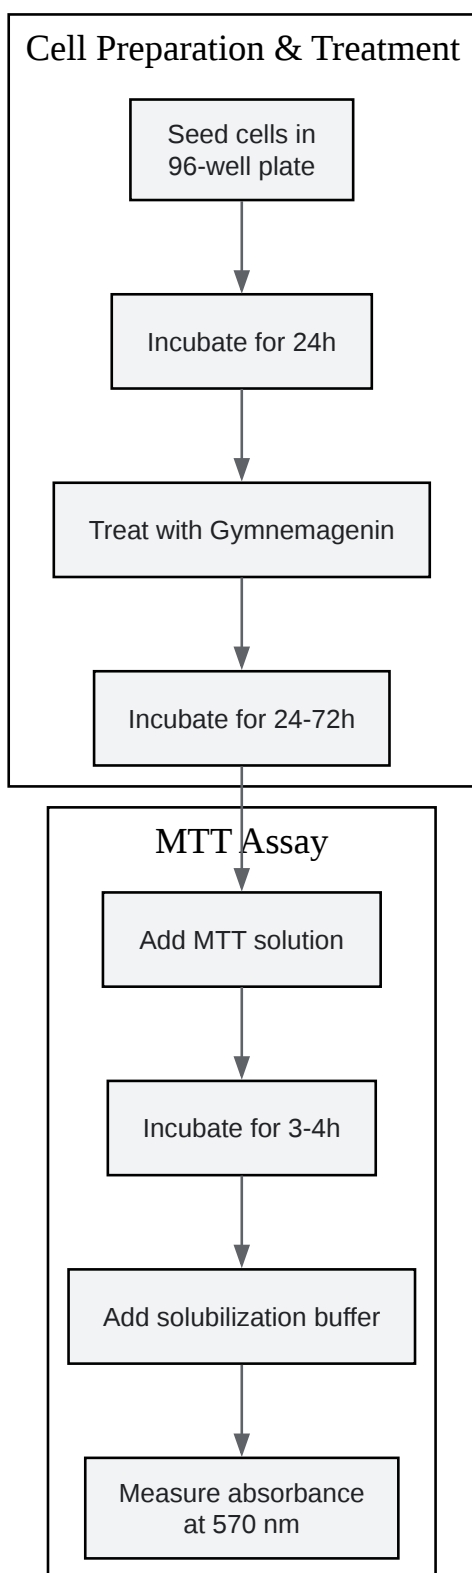 Cell Preparation & Treatment
Seed cells in
96-well plate
Incubate for 24h
Treat with Gymnemagenin
Incubate for 24-72h
MTT Assay
Add MTT solution
Incubate for 3-4h
Add solubilization buffer
Measure absorbance
at 570 nm